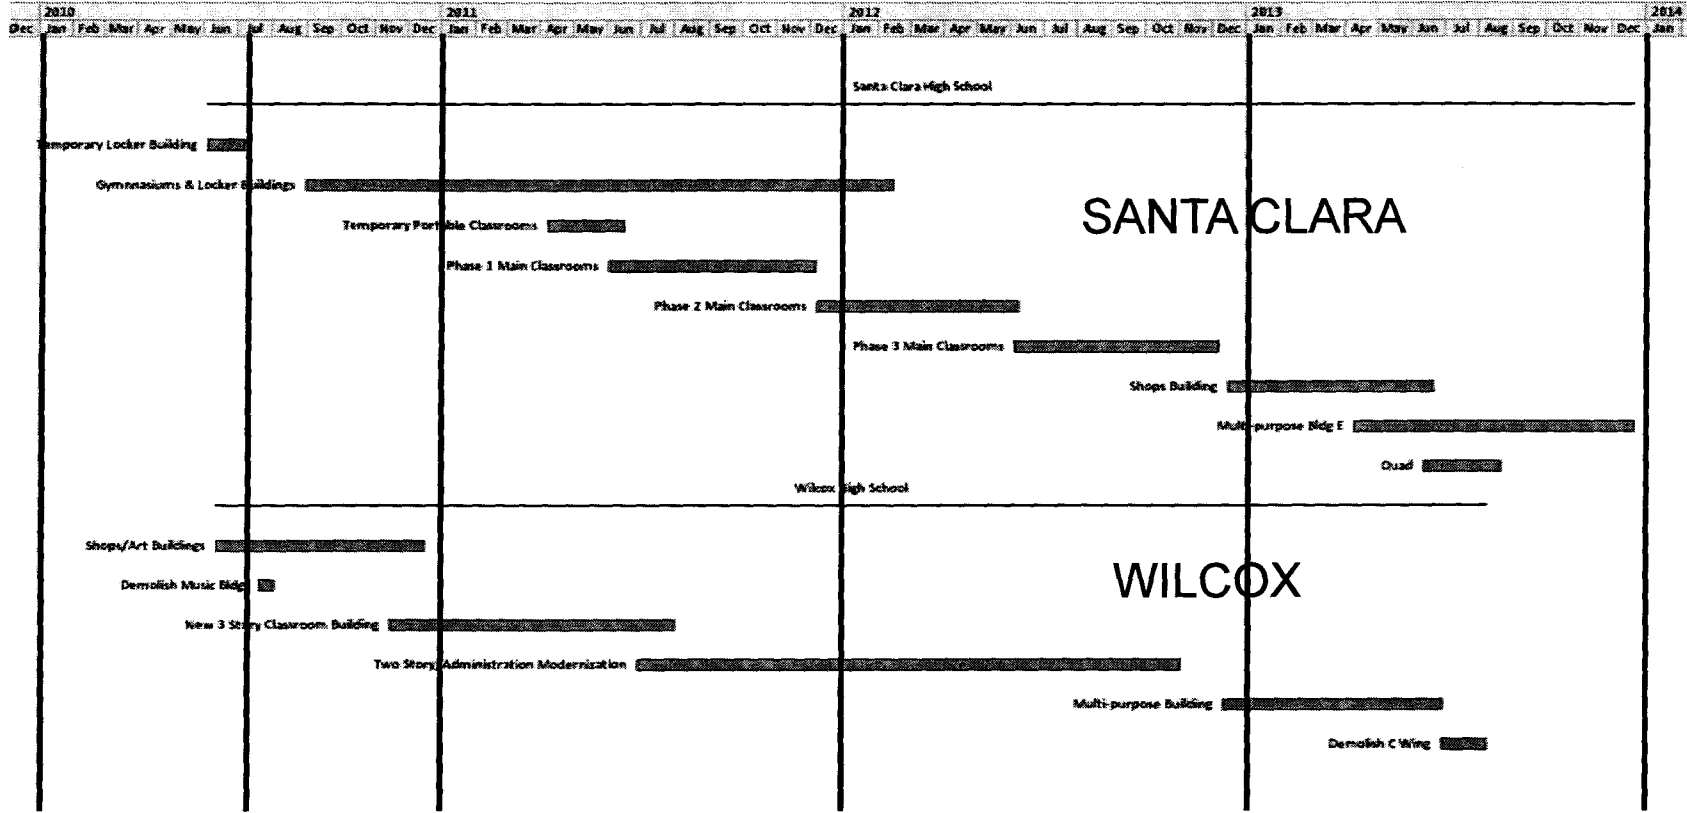 2010 2011 2012 2013 2014
Dec Jan Feb Mar Apr May Jun Jul Aug Sep Oct Nov Dec Jan Feb Mar Apr May Jun Jul Aug Sep Oct Nov Dec Jan Feb Mar Apr May Jun Jul Aug Sep Oct Nov Dec Jan Feb Mar Apr May Jun Jul Aug Sep Oct Nov Dec Jan
Santa Clara High School
Temporary Locker Building
Gymnasiums & Locker Buildings
SANTA CLARA
Temporary Portable Classrooms
Phase 1 Main Classrooms
Phase 2 Main Classrooms
Phase 3 Main Classrooms
Shops Building
Multi-purpose Bldg E
Quad
Wilcox High School
Shops/Art Buildings
WILCOX
Demolish Music Bldg
New 3 Story Classroom Building
Two Story Administration Modernization
Multi-purpose Building
Demolish C Wing